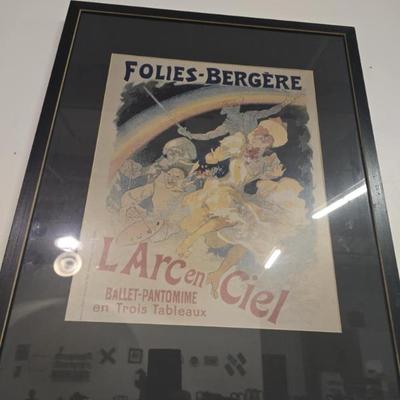 FOLIES-BERGÈRE
L'Arc en Ciel
BALLET-PANTOMIME
en Trois Tableaux